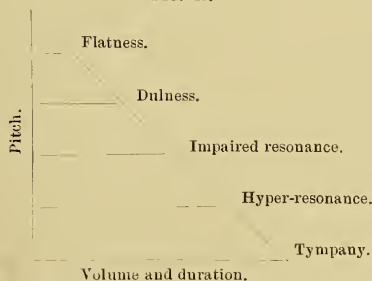 Flatness.
Dulness.
Pitch.
Impaired resonance.
Hyper-resonance.
Tympany.
Volume and duration.